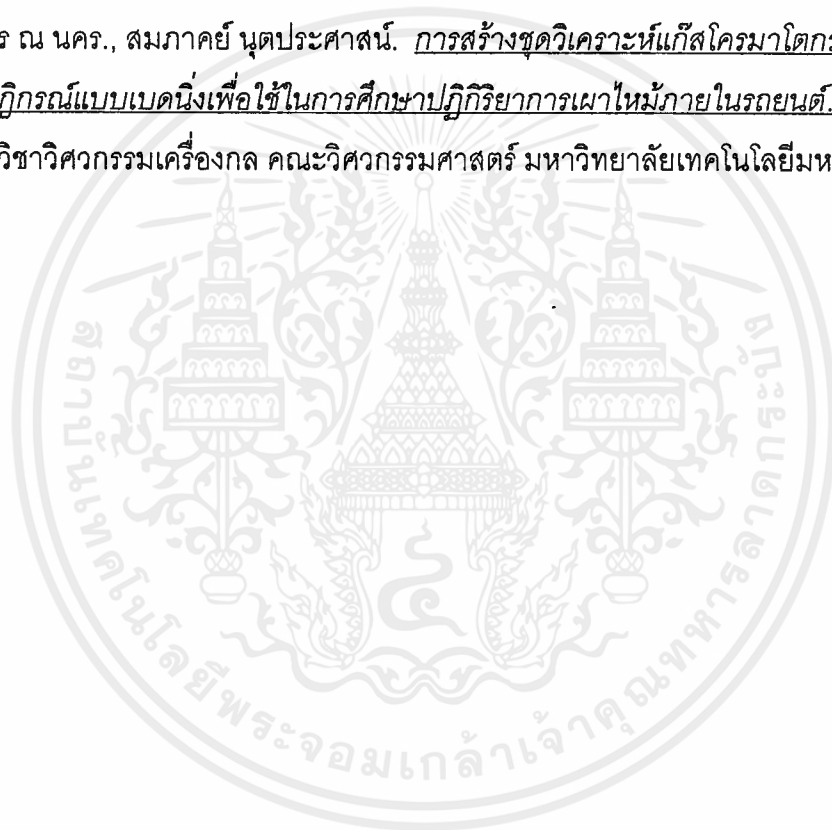 ร ณ นคร., สมภาคย์ นุตประศาสน์. การสร้างชุดวิเคราะห์แก๊สโครมาโตกร
ฏิกรณ์แบบเบดนิ่งเพื่อใช้ในการศึกษาปฏิกิริยาการเผาไหม้ภายในรถยนต์.
วิชาวิศวกรรมเครื่องกล คณะวิศวกรรมศาสตร์ มหาวิทยาลัยเทคโนโลยีมห
สถาบันเทคโนโลยีพระจอมเกล้าเจ้าคุณทหารลาดกระบัง